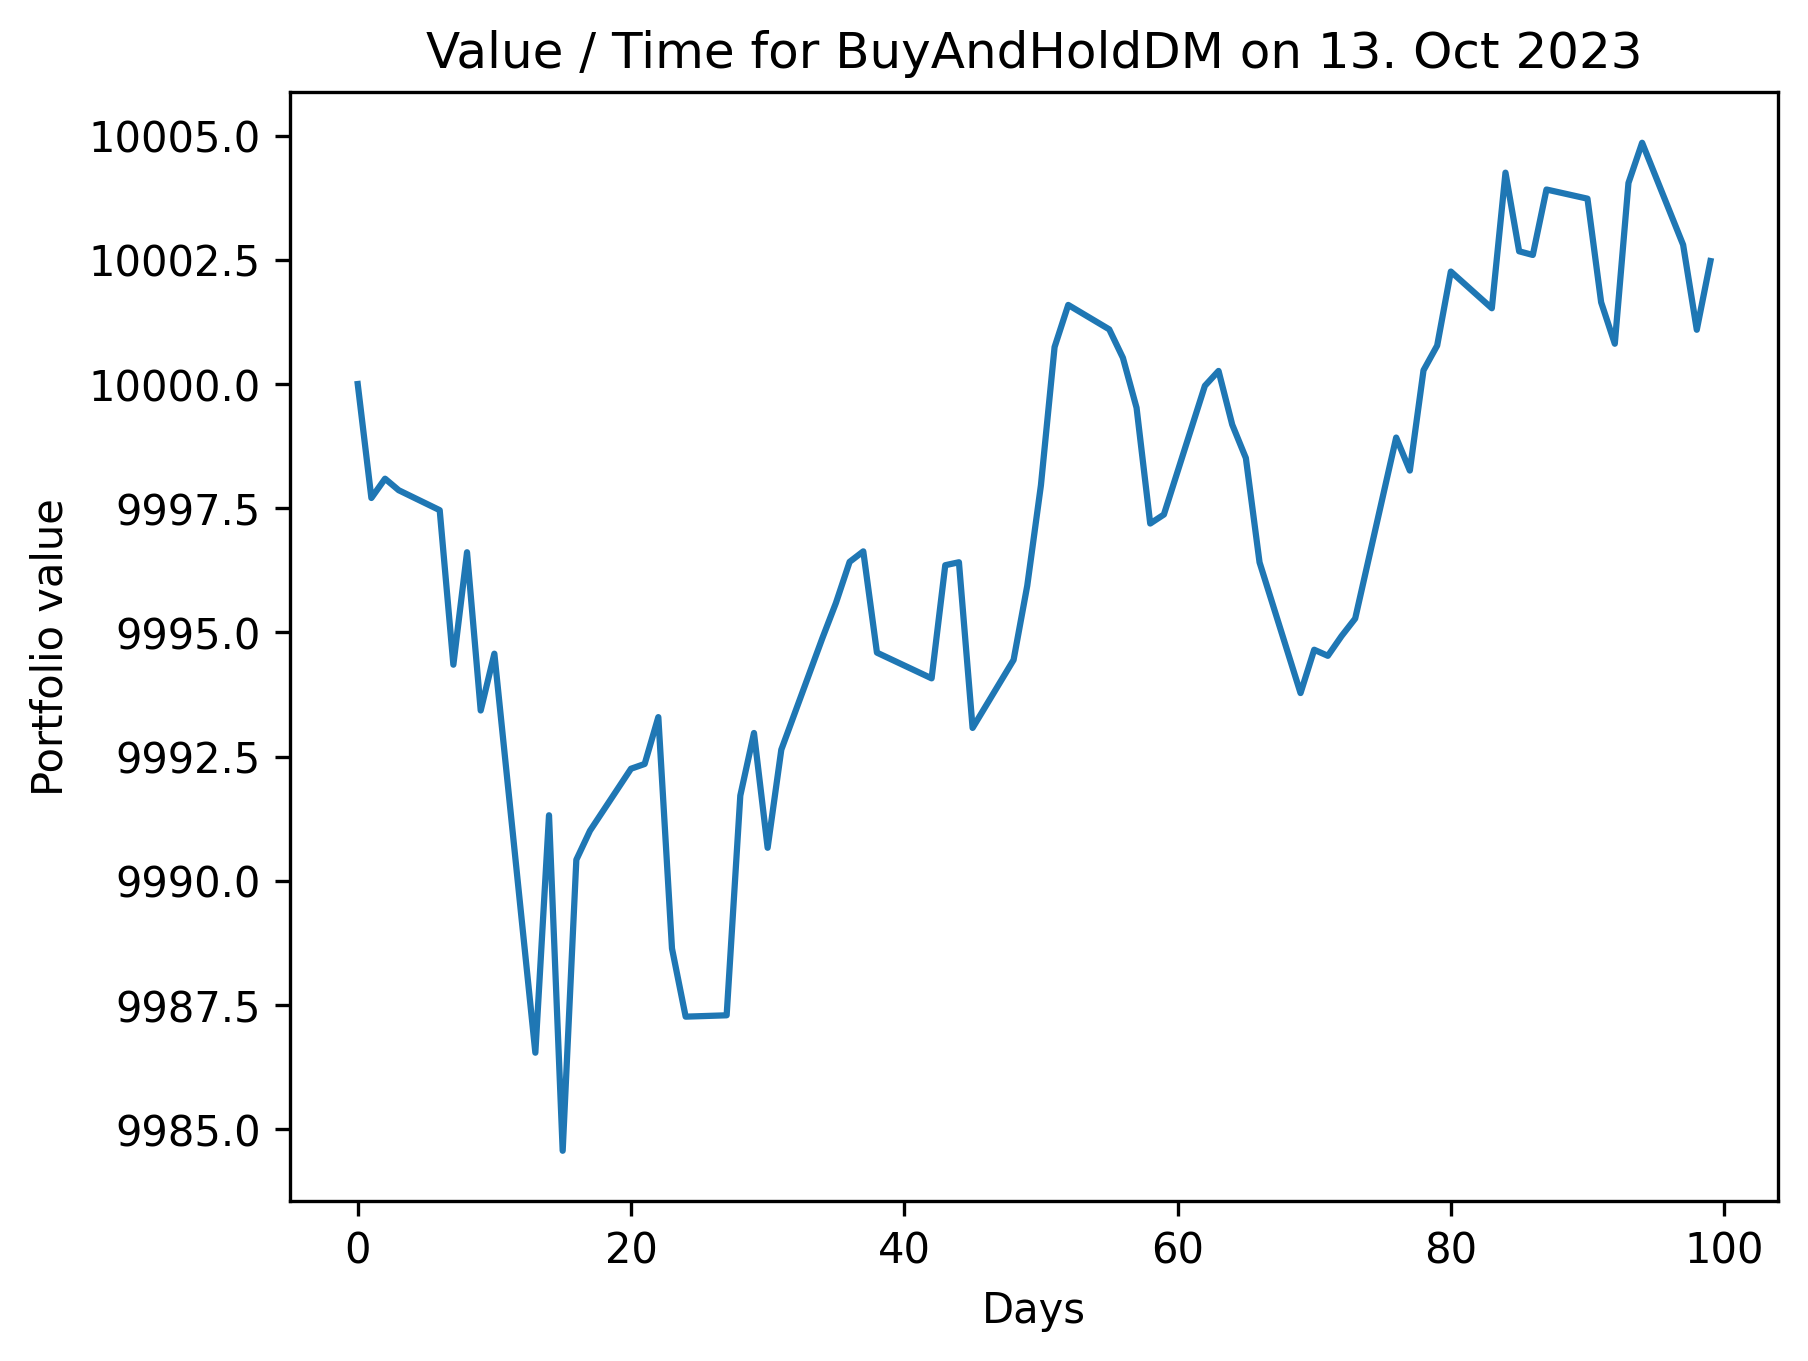 Value / Time for BuyAndHoldDM on 13. Oct 2023
10005.0
10002.5
10000.0
9997.5
9995.0
9992.5
9990.0
9987.5
9985.0
Portfolio value
0 20 40 60 80 100
Days